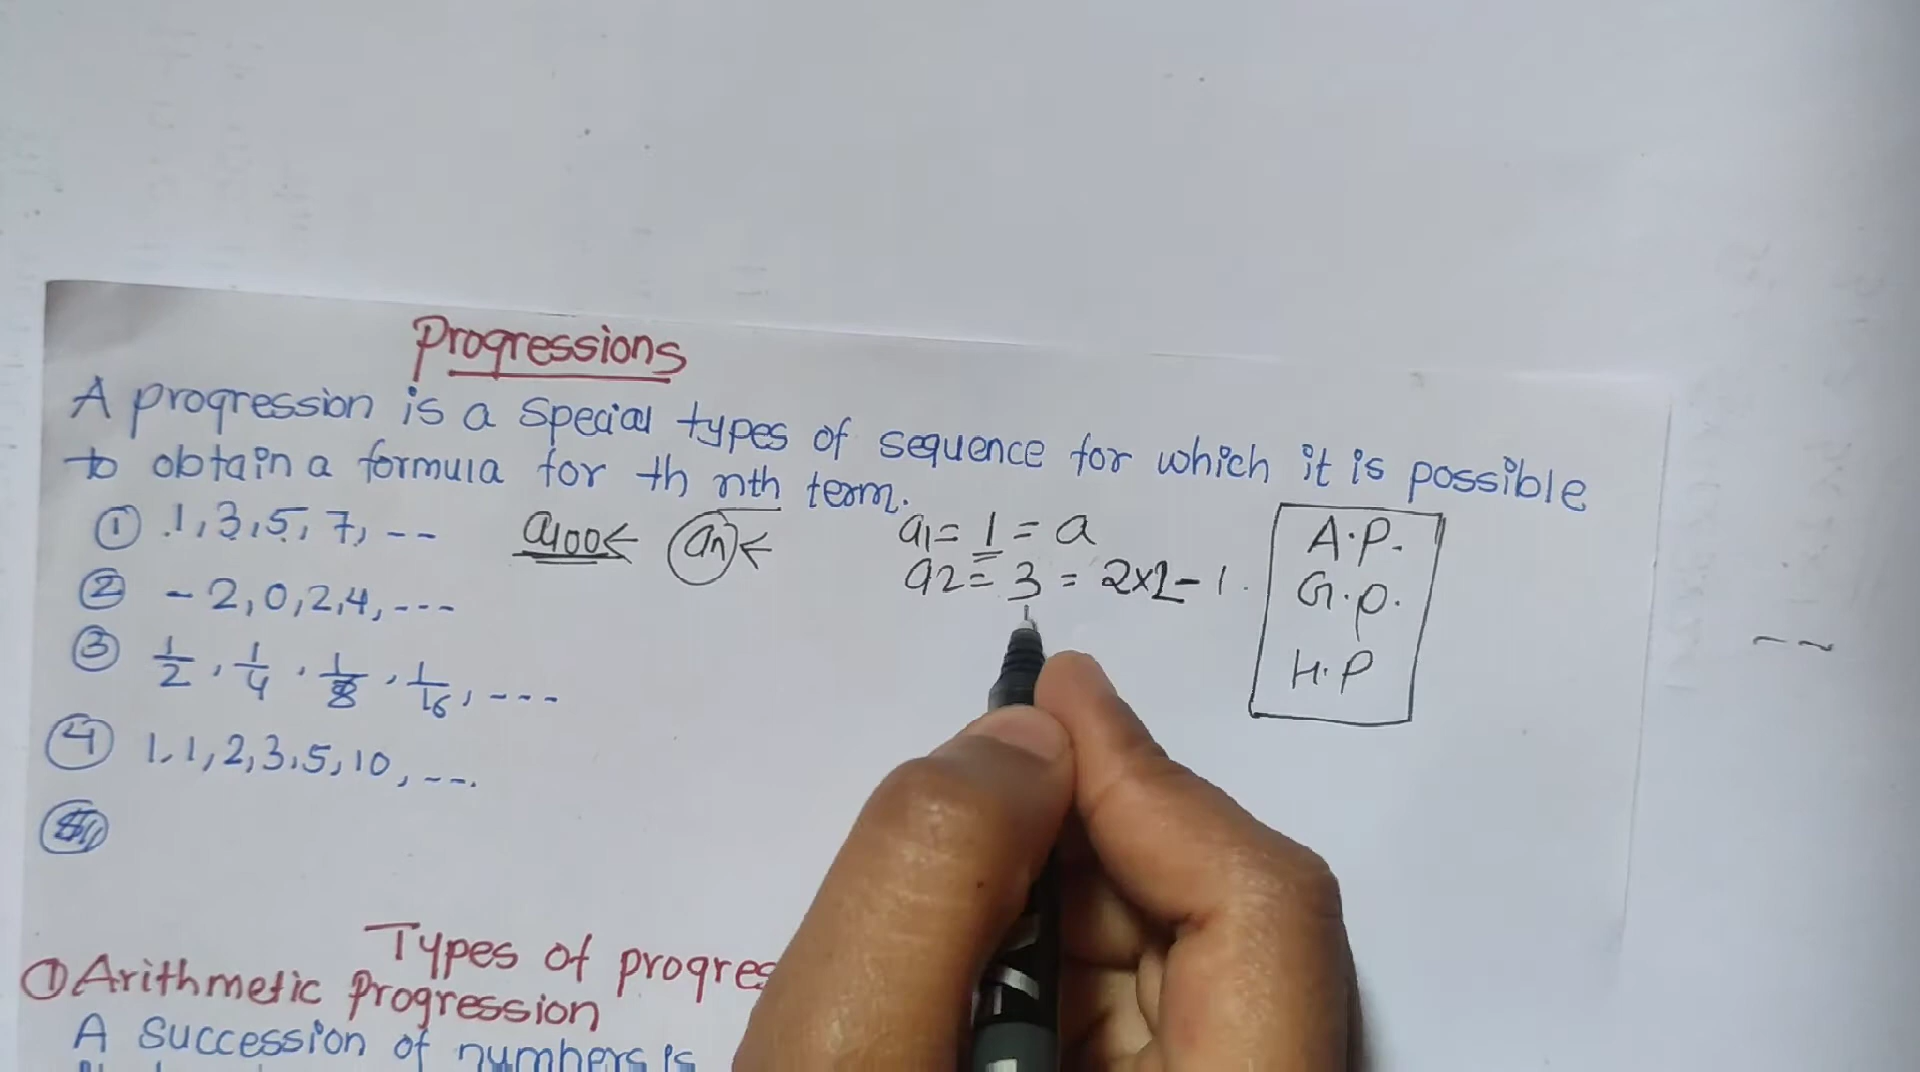 Progressions
A progression is a special types of sequence for which it is possible
to obtain a formula for th nth term.
① 1, 3, 5, 7, -- a100< an<
a1 = 1 = a
a2 = 3 = 2×2-1.
A.P.
G.P.
H.P
② -2, 0, 2, 4, ---
③ 1/2, 1/4, 1/8, 1/16, ----
④ 1, 1, 2, 3, 5, 10, ---.
Types of progres
① Arithmetic progression
A succession of numbers is